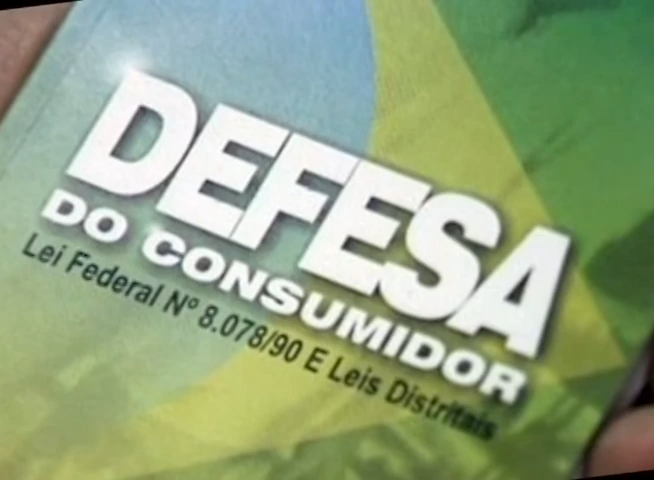 DEFESA
DO CONSUMIDOR
Lei Federal Nº 8.078/90 E Leis Distritais